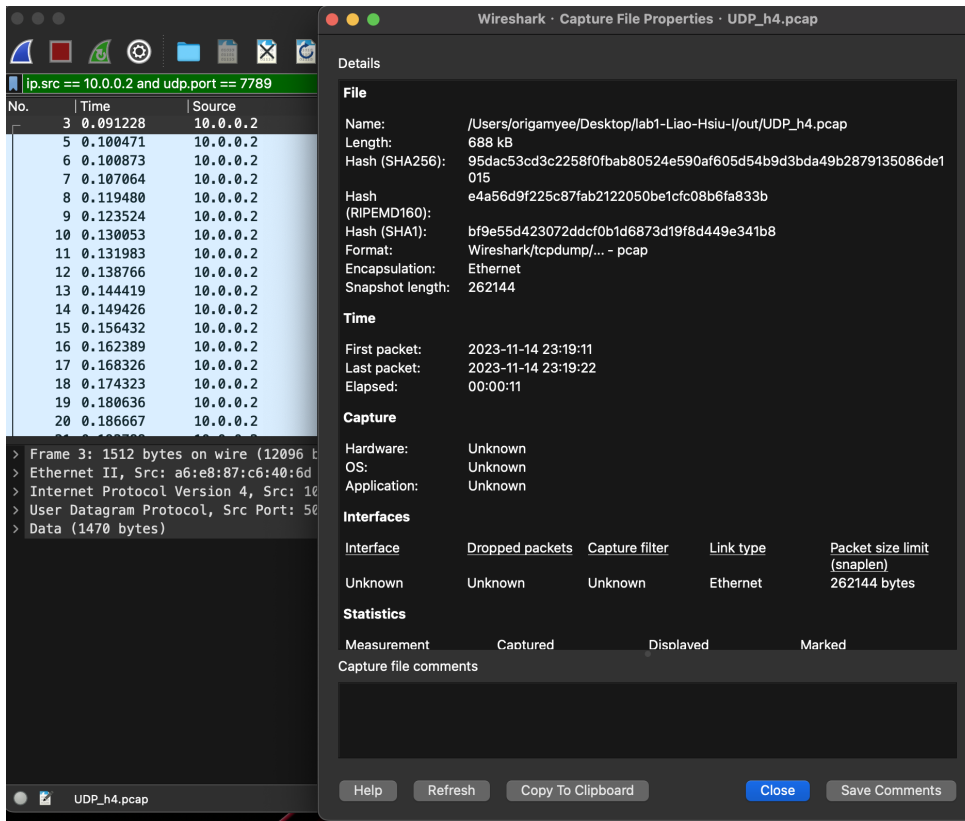 Wireshark · Capture File Properties · UDP_h4.pcap
ip.src == 10.0.0.2 and udp.port == 7789
No. Time Source
3 0.091228 10.0.0.2
5 0.100471 10.0.0.2
6 0.100873 10.0.0.2
7 0.107064 10.0.0.2
8 0.119480 10.0.0.2
9 0.123524 10.0.0.2
10 0.130053 10.0.0.2
11 0.131983 10.0.0.2
12 0.138766 10.0.0.2
13 0.144419 10.0.0.2
14 0.149426 10.0.0.2
15 0.156432 10.0.0.2
16 0.162389 10.0.0.2
17 0.168326 10.0.0.2
18 0.174323 10.0.0.2
19 0.180636 10.0.0.2
20 0.186667 10.0.0.2
Frame 3: 1512 bytes on wire (12096 b
Ethernet II, Src: a6:e8:87:c6:40:6d
Internet Protocol Version 4, Src: 10
User Datagram Protocol, Src Port: 50
Data (1470 bytes)
UDP_h4.pcap
Details
File
Name: /Users/origamyee/Desktop/lab1-Liao-Hsiu-I/out/UDP_h4.pcap
Length: 688 kB
Hash (SHA256): 95dac53cd3c2258f0fbab80524e590af605d54b9d3bda49b2879135086de1
015
Hash e4a56d9f225c87fab2122050be1cfc08b6fa833b
(RIPEMD160):
Hash (SHA1): bf9e55d423072ddcf0b1d6873d19f8d449e341b8
Format: Wireshark/tcpdump/... - pcap
Encapsulation: Ethernet
Snapshot length: 262144
Time
First packet: 2023-11-14 23:19:11
Last packet: 2023-11-14 23:19:22
Elapsed: 00:00:11
Capture
Hardware: Unknown
OS: Unknown
Application: Unknown
Interfaces
Interface Dropped packets Capture filter Link type Packet size limit
(snaplen)
Unknown Unknown Unknown Ethernet 262144 bytes
Statistics
Measurement Captured Displayed Marked
Capture file comments
Help Refresh Copy To Clipboard Close Save Comments